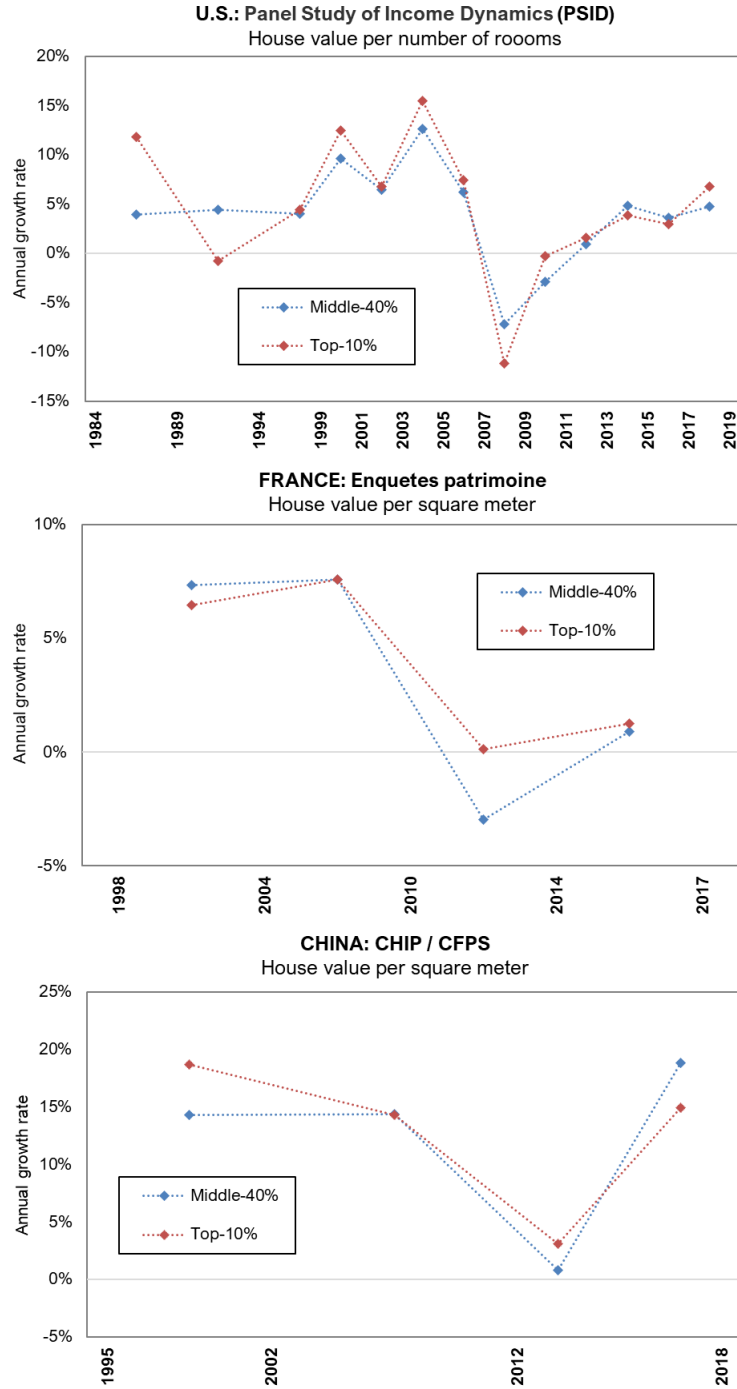 U.S.: Panel Study of Income Dynamics (PSID)
House value per number of roooms
20%
15%
10%
5%
0%
-5%
-10%
-15%
Annual growth rate
Middle-40%
Top-10%
1984
1989
1994
1999
2001
2003
2005
2007
2009
2011
2013
2015
2017
2019
FRANCE: Enquetes patrimoine
House value per square meter
10%
5%
0%
-5%
Annual growth rate
Middle-40%
Top-10%
1998
2004
2010
2014
2017
CHINA: CHIP / CFPS
House value per square meter
25%
20%
15%
10%
5%
0%
-5%
Annual growth rate
Middle-40%
Top-10%
1995
2002
2012
2018